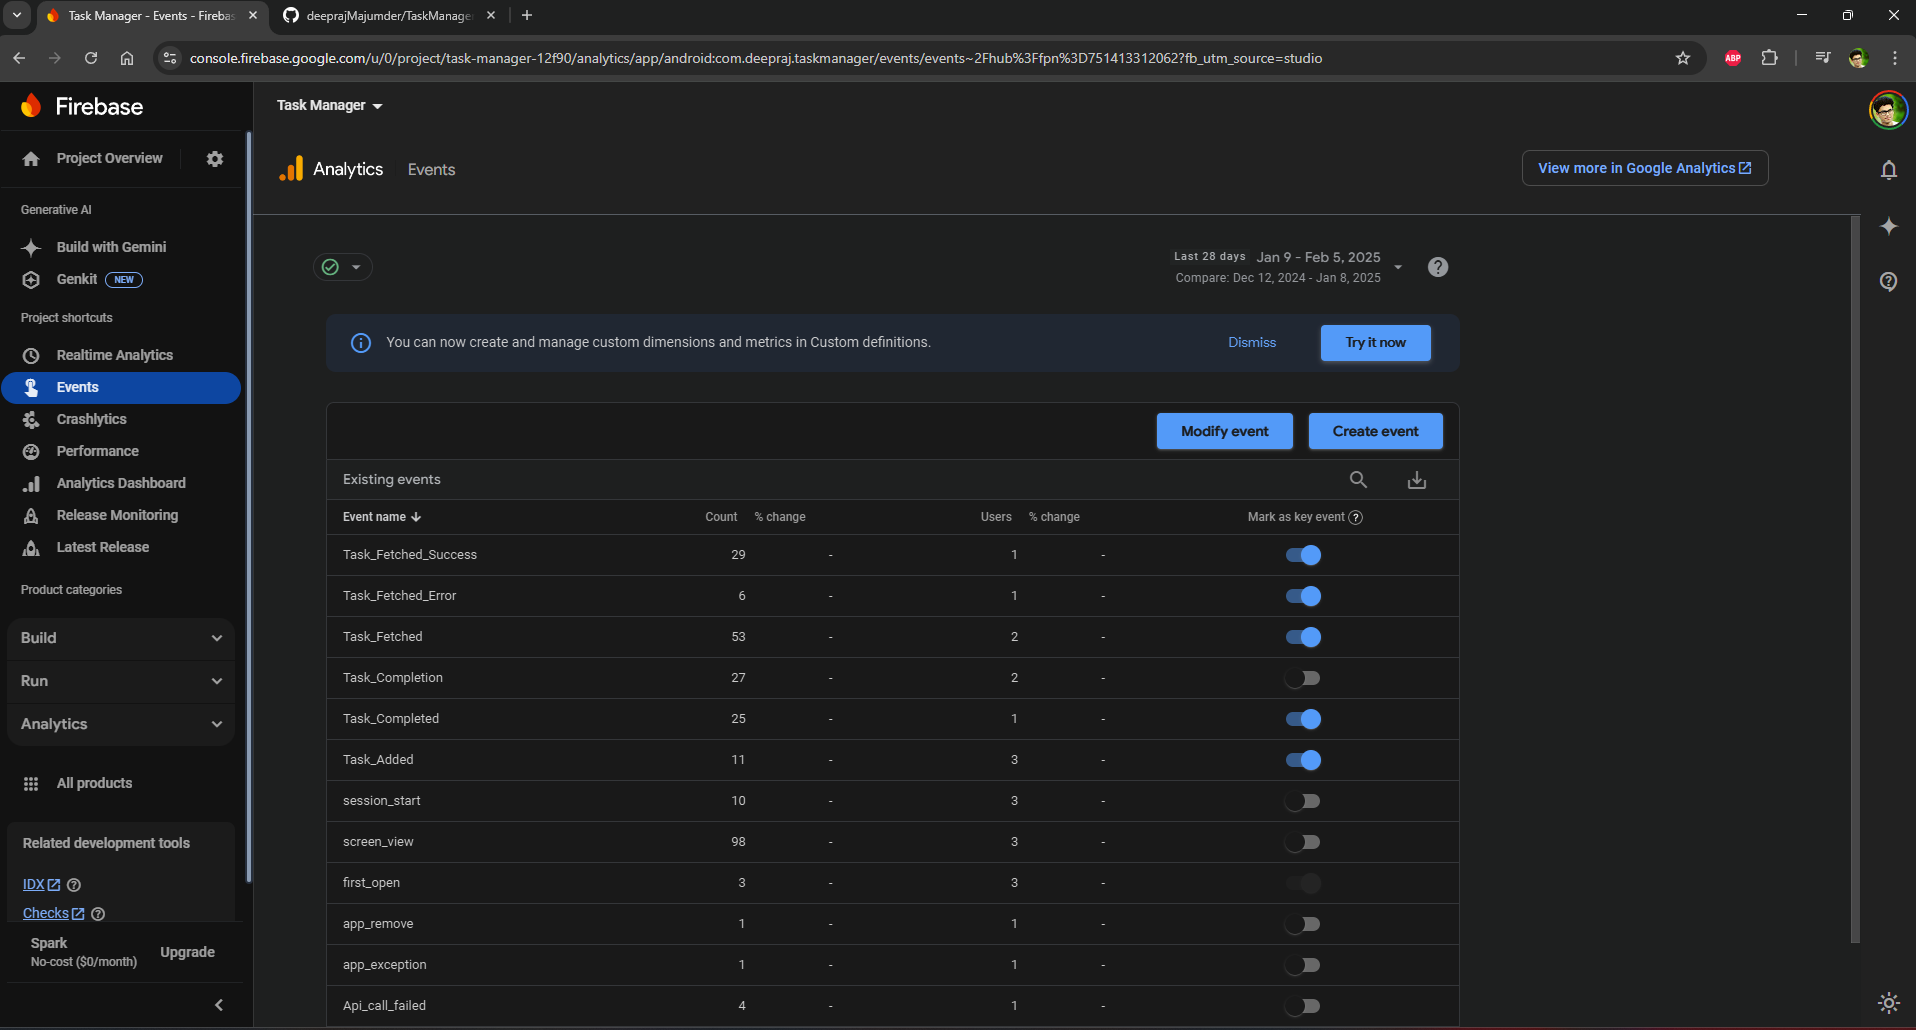 Task Manager - Events - Firebas
deeprajMajumder/TaskManage
console.firebase.google.com/u/0/project/task-manager-12f90/analytics/app/android:com.deepraj.taskmanager/events/events~2Fhub%3Ffpn%3D751413312062?fb_utm_source=studio
ABP
Firebase
Task Manager
Project Overview
Analytics
Events
View more in Google Analytics
Generative AI
Build with Gemini
Genkit
NEW
Project shortcuts
Realtime Analytics
Events
Crashlytics
Performance
Analytics Dashboard
Release Monitoring
Latest Release
Product categories
Build
Run
Analytics
All products
Related development tools
IDX
Checks
Spark
No-cost ($0/month)
Upgrade
Last 28 days Jan 9 - Feb 5, 2025
Compare: Dec 12, 2024 - Jan 8, 2025
You can now create and manage custom dimensions and metrics in Custom definitions.
Dismiss
Try it now
Modify event
Create event
Existing events
Event name Count % change Users % change Mark as key event
Task_Fetched_Success 29 - 1 -
Task_Fetched_Error 6 - 1 -
Task_Fetched 53 - 2 -
Task_Completion 27 - 2 -
Task_Completed 25 - 1 -
Task_Added 11 - 3 -
session_start 10 - 3 -
screen_view 98 - 3 -
first_open 3 - 3 -
app_remove 1 - 1 -
app_exception 1 - 1 -
Api_call_failed 4 - 1 -